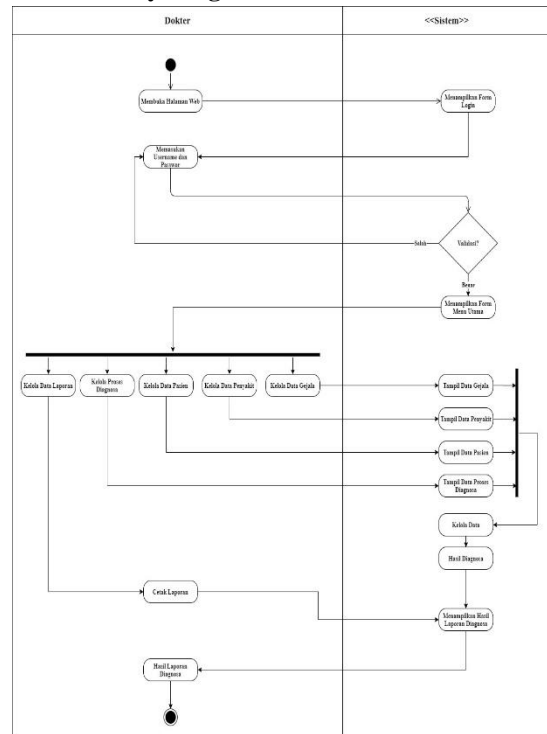 Dokter
<<Sistem>>
Membuka Halaman Web
Menampilkan Form
Login
Memasukan
Username dan
Validasi?
Salah
Benar
Menampilkan Form
Menu Utama
Kelola Data Laporan
Kelola Proses
Diagnosa
Kelola Data Pasien
Kelola Data Penyakit
Kelola Data Gejala
Tampil Data Gejala
Tampil Data Penyakit
Tampil Data Pasien
Tampil Data Proses
Diagnosa
Kelola Data
Hasil Diagnosa
Cetak Laporan
Menampilkan Hasil
Laporan Diagnosa
Hasil Laporan
Diagnosa